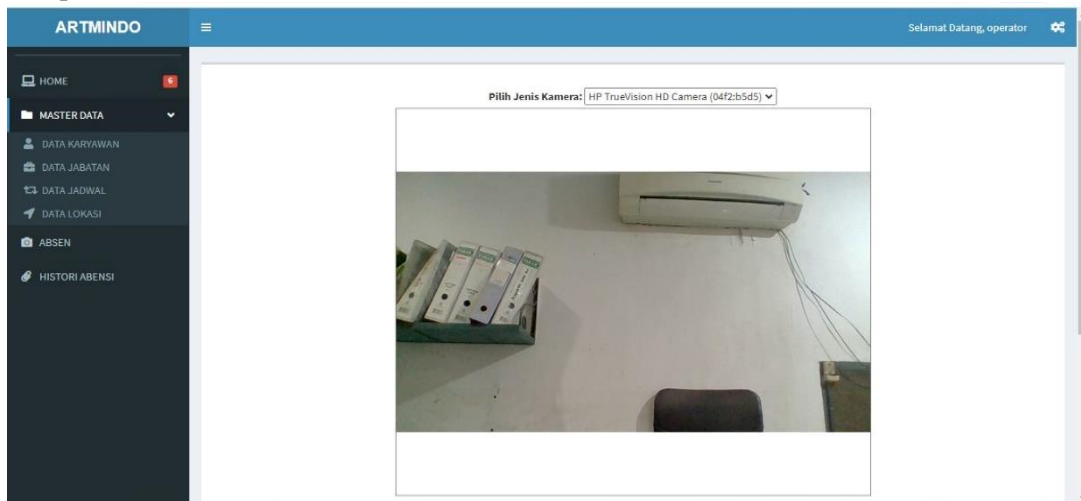 ARTMINDO
Selamat Datang, operator
HOME 6
MASTER DATA
DATA KARYAWAN
DATA JABATAN
DATA JADWAL
DATA LOKASI
ABSEN
HISTORI ABENSI
Pilih Jenis Kamera: HP TrueVision HD Camera (04f2:b5d5)